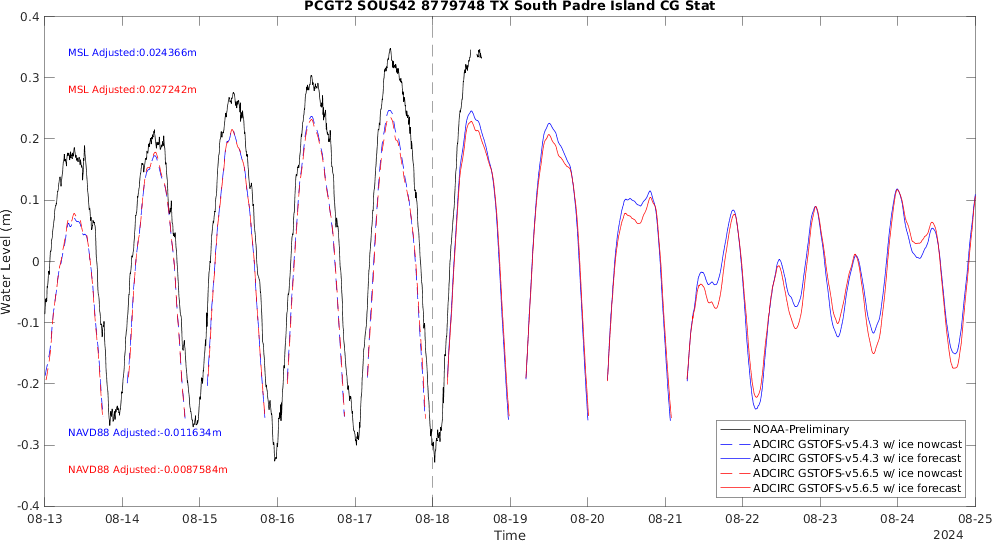 PCGT2 SOUS42 8779748 TX South Padre Island CG Stat
0.4
0.3
0.2
0.1
0
-0.1
-0.2
-0.3
-0.4
Water Level (m)
MSL Adjusted:0.024366m
MSL Adjusted:0.027242m
NAVD88 Adjusted:-0.011634m
NAVD88 Adjusted:-0.0087584m
NOAA-Preliminary
ADCIRC GSTOFS-v5.4.3 w/ ice nowcast
ADCIRC GSTOFS-v5.4.3 w/ ice forecast
ADCIRC GSTOFS-v5.6.5 w/ ice nowcast
ADCIRC GSTOFS-v5.6.5 w/ ice forecast
08-13 08-14 08-15 08-16 08-17 08-18 08-19 08-20 08-21 08-22 08-23 08-24 08-25
Time
2024